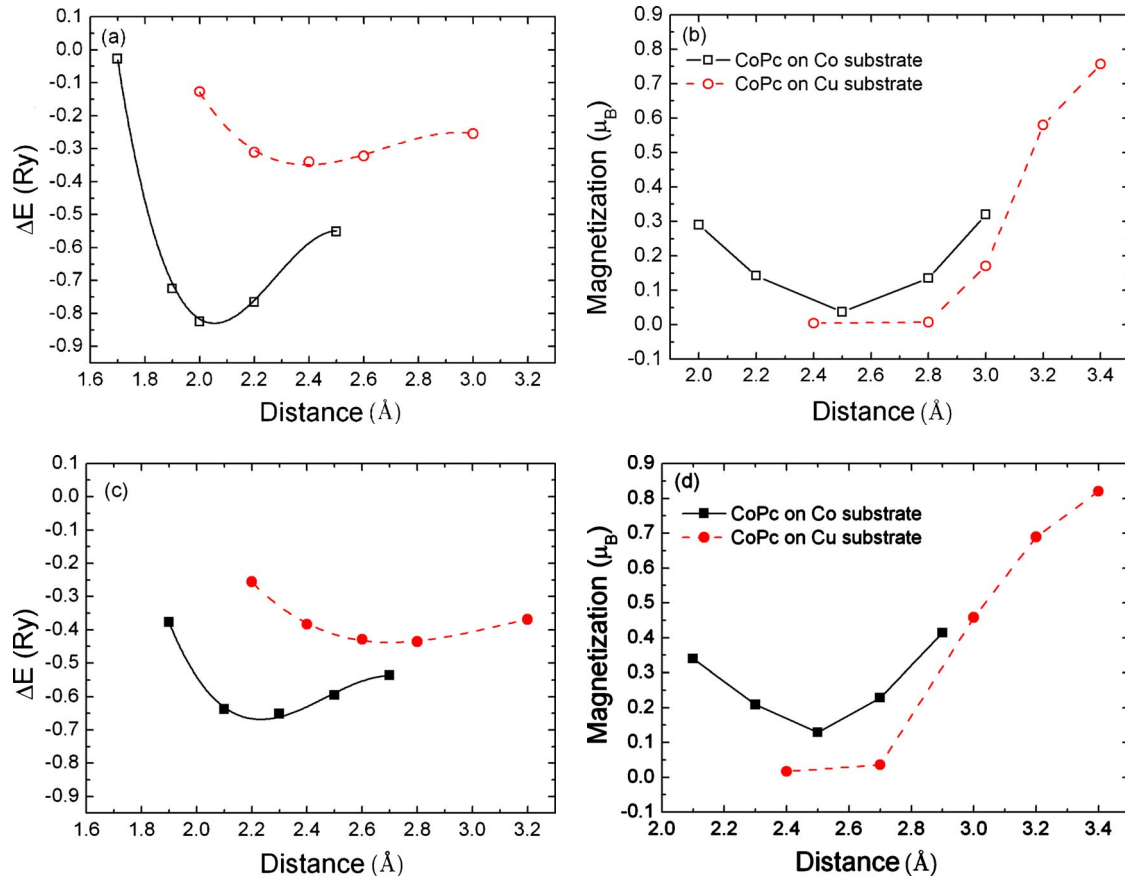 (a)
0.1
0.0
-0.1
-0.2
-0.3
-0.4
-0.5
-0.6
-0.7
-0.8
-0.9
ΔE (Ry)
1.6 1.8 2.0 2.2 2.4 2.6 2.8 3.0 3.2
Distance (Å)
(b)
CoPc on Co substrate
CoPc on Cu substrate
0.9
0.8
0.7
0.6
0.5
0.4
0.3
0.2
0.1
0.0
-0.1
Magnetization (μB)
2.0 2.2 2.4 2.6 2.8 3.0 3.2 3.4
Distance (Å)
(c)
0.1
0.0
-0.1
-0.2
-0.3
-0.4
-0.5
-0.6
-0.7
-0.8
-0.9
ΔE (Ry)
1.6 1.8 2.0 2.2 2.4 2.6 2.8 3.0 3.2
Distance (Å)
(d)
CoPc on Co substrate
CoPc on Cu substrate
0.9
0.8
0.7
0.6
0.5
0.4
0.3
0.2
0.1
0.0
-0.1
Magnetization (μB)
2.0 2.2 2.4 2.6 2.8 3.0 3.2 3.4
Distance (Å)